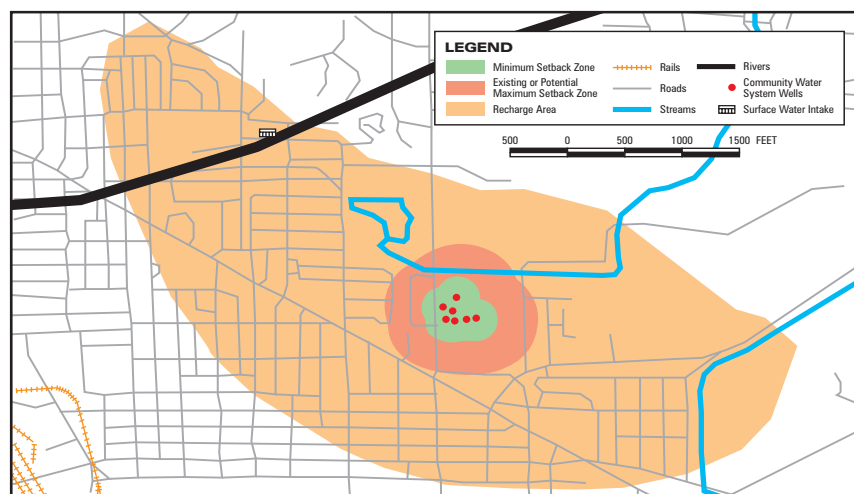 LEGEND
Minimum Setback Zone
Existing or Potential
Maximum Setback Zone
Recharge Area
Rails
Roads
Streams
Rivers
Community Water
System Wells
Surface Water Intake
500 0 500 1000 1500 FEET